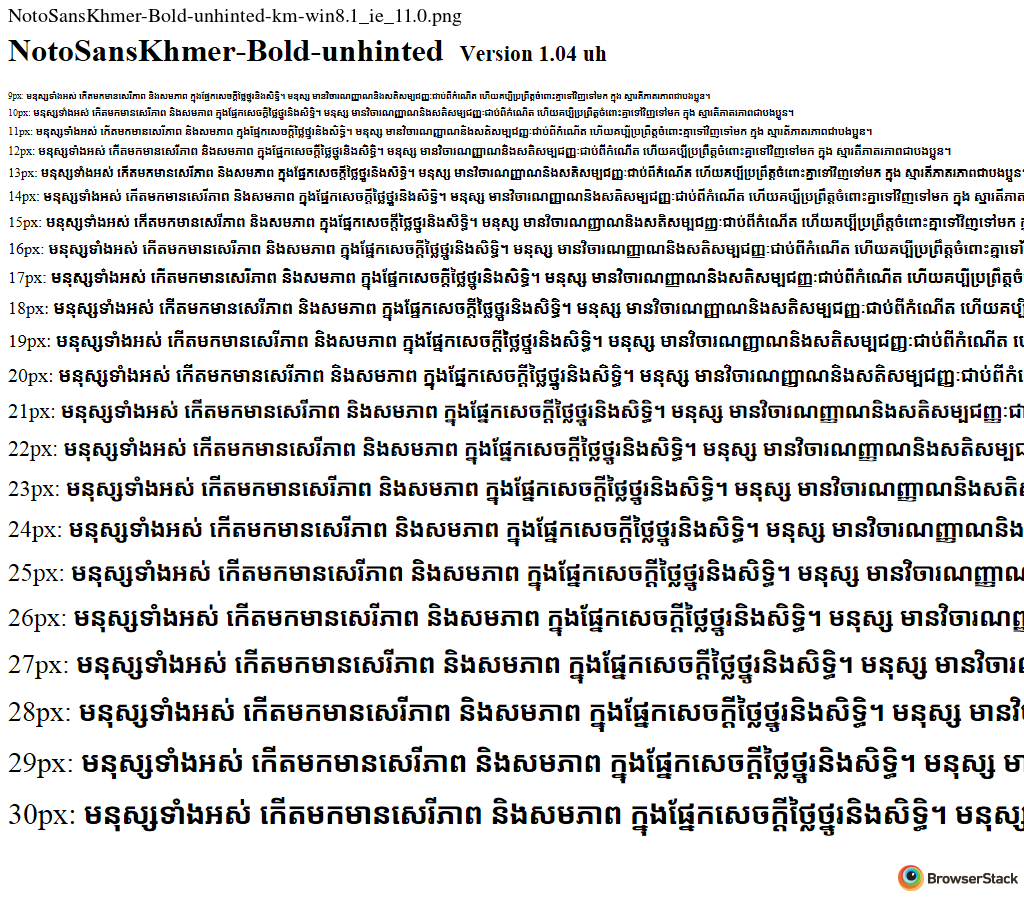 NotoSansKhmer-Bold-unhinted-km-win8.1_ie_11.0.png
NotoSansKhmer-Bold-unhinted Version 1.04 uh
9px: មនុស្សទាំងអស់ កើតមកមានសេរីភាព និងសមភាព ក្នុងផ្នែកសេចក្ដីថ្លៃថ្នូរនិងសិទ្ធិ។ មនុស្ស មានវិចារណញ្ញាណនិងសតិសម្បជញ្ញៈជាប់ពីកំណើត ហើយគប្បីប្រព្រឹត្ដចំពោះគ្នាទៅវិញទៅមក ក្នុង ស្មារតីភាតរភាពជាបងប្អូន។
10px: មនុស្សទាំងអស់ កើតមកមានសេរីភាព និងសមភាព ក្នុងផ្នែកសេចក្ដីថ្លៃថ្នូរនិងសិទ្ធិ។ មនុស្ស មានវិចារណញ្ញាណនិងសតិសម្បជញ្ញៈជាប់ពីកំណើត ហើយគប្បីប្រព្រឹត្ដចំពោះគ្នាទៅវិញទៅមក ក្នុង ស្មារតីភាតរភាពជាបងប្អូន។
11px: មនុស្សទាំងអស់ កើតមកមានសេរីភាព និងសមភាព ក្នុងផ្នែកសេចក្ដីថ្លៃថ្នូរនិងសិទ្ធិ។ មនុស្ស មានវិចារណញ្ញាណនិងសតិសម្បជញ្ញៈជាប់ពីកំណើត ហើយគប្បីប្រព្រឹត្ដចំពោះគ្នាទៅវិញទៅមក ក្នុង ស្មារតីភាតរភាពជាបងប្អូន។
12px: មនុស្សទាំងអស់ កើតមកមានសេរីភាព និងសមភាព ក្នុងផ្នែកសេចក្ដីថ្លៃថ្នូរនិងសិទ្ធិ។ មនុស្ស មានវិចារណញ្ញាណនិងសតិសម្បជញ្ញៈជាប់ពីកំណើត ហើយគប្បីប្រព្រឹត្ដចំពោះគ្នាទៅវិញទៅមក ក្នុង ស្មារតីភាតរភាពជាបងប្អូន។
13px: មនុស្សទាំងអស់ កើតមកមានសេរីភាព និងសមភាព ក្នុងផ្នែកសេចក្ដីថ្លៃថ្នូរនិងសិទ្ធិ។ មនុស្ស មានវិចារណញ្ញាណនិងសតិសម្បជញ្ញៈជាប់ពីកំណើត ហើយគប្បីប្រព្រឹត្ដចំពោះគ្នាទៅវិញទៅមក ក្នុង ស្មារតីភាតរភាពជាបងប្អូន។
14px: មនុស្សទាំងអស់ កើតមកមានសេរីភាព និងសមភាព ក្នុងផ្នែកសេចក្ដីថ្លៃថ្នូរនិងសិទ្ធិ។ មនុស្ស មានវិចារណញ្ញាណនិងសតិសម្បជញ្ញៈជាប់ពីកំណើត ហើយគប្បីប្រព្រឹត្ដចំពោះគ្នាទៅវិញទៅមក ក្នុង ស្មារតីភាតរ
15px: មនុស្សទាំងអស់ កើតមកមានសេរីភាព និងសមភាព ក្នុងផ្នែកសេចក្ដីថ្លៃថ្នូរនិងសិទ្ធិ។ មនុស្ស មានវិចារណញ្ញាណនិងសតិសម្បជញ្ញៈជាប់ពីកំណើត ហើយគប្បីប្រព្រឹត្ដចំពោះគ្នាទៅវិញទៅមក
16px: មនុស្សទាំងអស់ កើតមកមានសេរីភាព និងសមភាព ក្នុងផ្នែកសេចក្ដីថ្លៃថ្នូរនិងសិទ្ធិ។ មនុស្ស មានវិចារណញ្ញាណនិងសតិសម្បជញ្ញៈជាប់ពីកំណើត ហើយគប្បីប្រព្រឹត្ដចំពោះគ្នាទៅ
17px: មនុស្សទាំងអស់ កើតមកមានសេរីភាព និងសមភាព ក្នុងផ្នែកសេចក្ដីថ្លៃថ្នូរនិងសិទ្ធិ។ មនុស្ស មានវិចារណញ្ញាណនិងសតិសម្បជញ្ញៈជាប់ពីកំណើត ហើយគប្បីប្រព្រឹត្ដចំ
18px: មនុស្សទាំងអស់ កើតមកមានសេរីភាព និងសមភាព ក្នុងផ្នែកសេចក្ដីថ្លៃថ្នូរនិងសិទ្ធិ។ មនុស្ស មានវិចារណញ្ញាណនិងសតិសម្បជញ្ញៈជាប់ពីកំណើត ហើយគប្បី
19px: មនុស្សទាំងអស់ កើតមកមានសេរីភាព និងសមភាព ក្នុងផ្នែកសេចក្ដីថ្លៃថ្នូរនិងសិទ្ធិ។ មនុស្ស មានវិចារណញ្ញាណនិងសតិសម្បជញ្ញៈជាប់ពីកំណើត
20px: មនុស្សទាំងអស់ កើតមកមានសេរីភាព និងសមភាព ក្នុងផ្នែកសេចក្ដីថ្លៃថ្នូរនិងសិទ្ធិ។ មនុស្ស មានវិចារណញ្ញាណនិងសតិសម្បជញ្ញៈជាប់ពីកំ
21px: មនុស្សទាំងអស់ កើតមកមានសេរីភាព និងសមភាព ក្នុងផ្នែកសេចក្ដីថ្លៃថ្នូរនិងសិទ្ធិ។ មនុស្ស មានវិចារណញ្ញាណនិងសតិសម្បជញ្ញៈជា
22px: មនុស្សទាំងអស់ កើតមកមានសេរីភាព និងសមភាព ក្នុងផ្នែកសេចក្ដីថ្លៃថ្នូរនិងសិទ្ធិ។ មនុស្ស មានវិចារណញ្ញាណនិងសតិសម្បជ
23px: មនុស្សទាំងអស់ កើតមកមានសេរីភាព និងសមភាព ក្នុងផ្នែកសេចក្ដីថ្លៃថ្នូរនិងសិទ្ធិ។ មនុស្ស មានវិចារណញ្ញាណនិងសតិ
24px: មនុស្សទាំងអស់ កើតមកមានសេរីភាព និងសមភាព ក្នុងផ្នែកសេចក្ដីថ្លៃថ្នូរនិងសិទ្ធិ។ មនុស្ស មានវិចារណញ្ញាណនិង
25px: មនុស្សទាំងអស់ កើតមកមានសេរីភាព និងសមភាព ក្នុងផ្នែកសេចក្ដីថ្លៃថ្នូរនិងសិទ្ធិ។ មនុស្ស មានវិចារណញ្ញាណ
26px: មនុស្សទាំងអស់ កើតមកមានសេរីភាព និងសមភាព ក្នុងផ្នែកសេចក្ដីថ្លៃថ្នូរនិងសិទ្ធិ។ មនុស្ស មានវិចារណញ្ញ
27px: មនុស្សទាំងអស់ កើតមកមានសេរីភាព និងសមភាព ក្នុងផ្នែកសេចក្ដីថ្លៃថ្នូរនិងសិទ្ធិ។ មនុស្ស មានវិចារណ
28px: មនុស្សទាំងអស់ កើតមកមានសេរីភាព និងសមភាព ក្នុងផ្នែកសេចក្ដីថ្លៃថ្នូរនិងសិទ្ធិ។ មនុស្ស មានវិ
29px: មនុស្សទាំងអស់ កើតមកមានសេរីភាព និងសមភាព ក្នុងផ្នែកសេចក្ដីថ្លៃថ្នូរនិងសិទ្ធិ។ មនុស្ស មា
30px: មនុស្សទាំងអស់ កើតមកមានសេរីភាព និងសមភាព ក្នុងផ្នែកសេចក្ដីថ្លៃថ្នូរនិងសិទ្ធិ។ មនុស្ស
BrowserStack